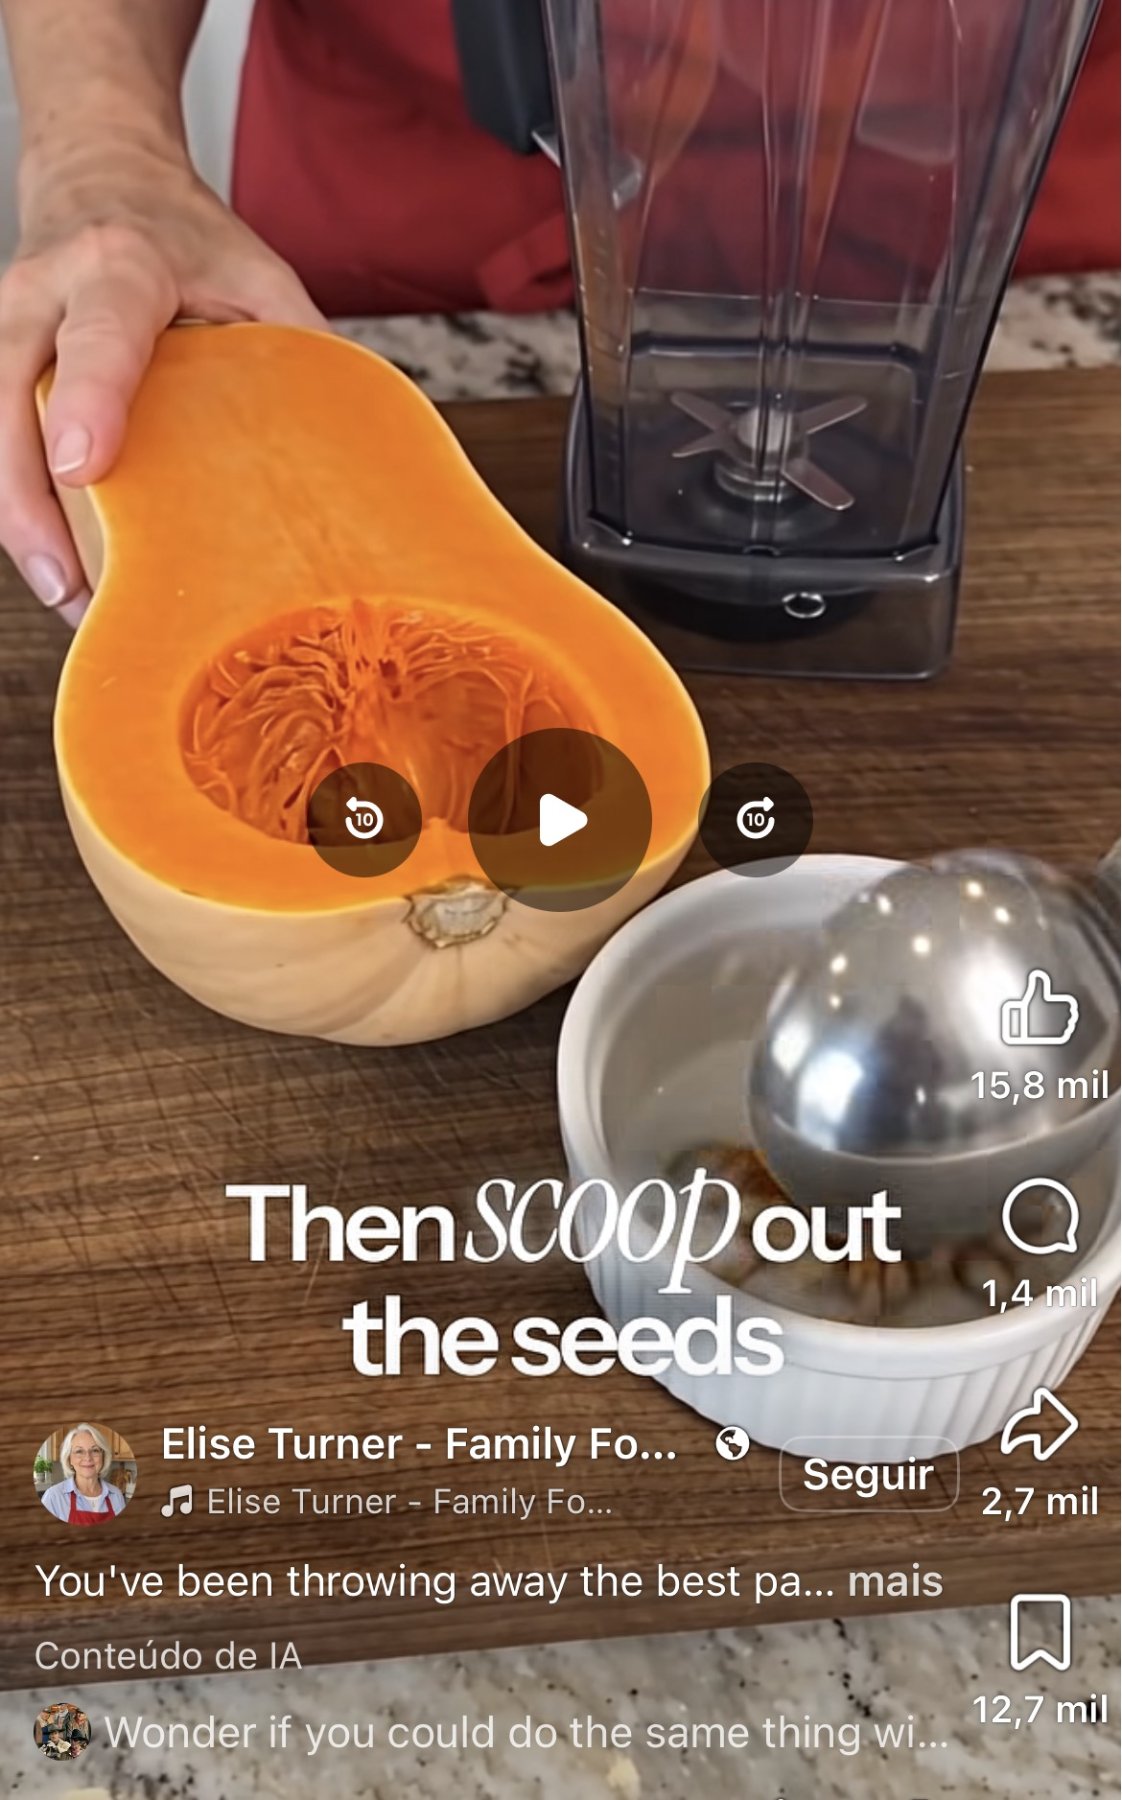 10
10
15,8 mil
Then scoop out
1,4 mil
the seeds
Elise Turner - Family Fo...
Seguir
Elise Turner - Family Fo...
2,7 mil
You've been throwing away the best pa... mais
Conteúdo de IA
12,7 mil
Wonder if you could do the same thing wi...